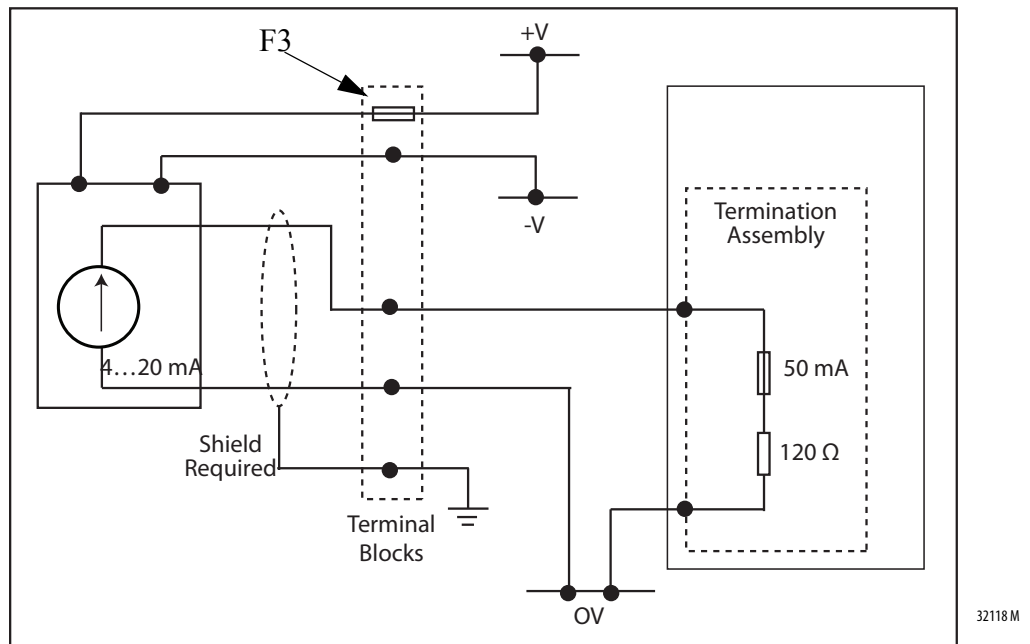 F3
+V
-V
Termination
Assembly
4…20 mA
50 mA
120 Ω
Shield
Required
Terminal
Blocks
OV
32118 M